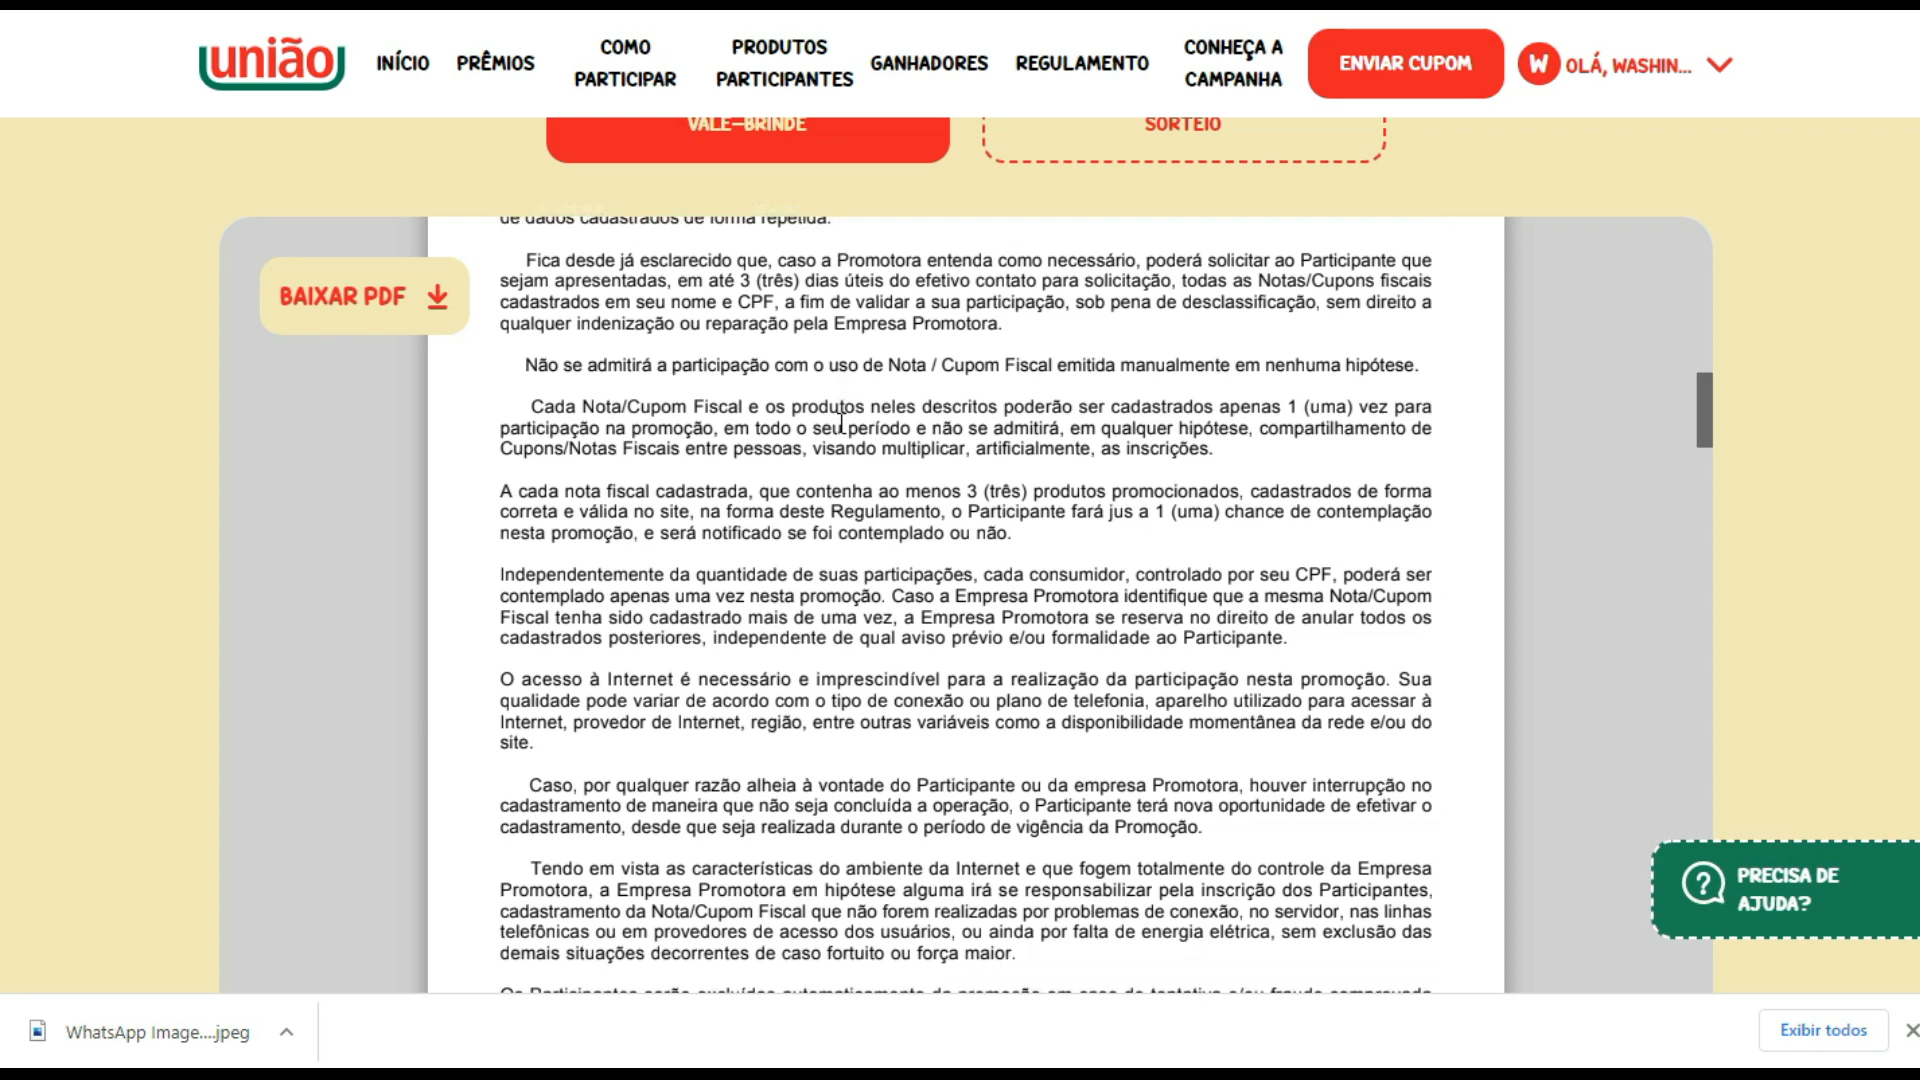 união
INÍCIO
PRÊMIOS
COMO
PARTICIPAR
PRODUTOS
PARTICIPANTES
GANHADORES
REGULAMENTO
CONHEÇA A
CAMPANHA
ENVIAR CUPOM
W
OLÁ, WASHIN...
VALE-BRINDE
SORTEIO
BAIXAR PDF
de dados cadastrados de forma repetida.
Fica desde já esclarecido que, caso a Promotora entenda como necessário, poderá solicitar ao Participante que
sejam apresentadas, em até 3 (três) dias úteis do efetivo contato para solicitação, todas as Notas/Cupons fiscais
cadastrados em seu nome e CPF, a fim de validar a sua participação, sob pena de desclassificação, sem direito a
qualquer indenização ou reparação pela Empresa Promotora.
Não se admitirá a participação com o uso de Nota / Cupom Fiscal emitida manualmente em nenhuma hipótese.
Cada Nota/Cupom Fiscal e os produtos neles descritos poderão ser cadastrados apenas 1 (uma) vez para
participação na promoção, em todo o seu período e não se admitirá, em qualquer hipótese, compartilhamento de
Cupons/Notas Fiscais entre pessoas, visando multiplicar, artificialmente, as inscrições.
A cada nota fiscal cadastrada, que contenha ao menos 3 (três) produtos promocionados, cadastrados de forma
correta e válida no site, na forma deste Regulamento, o Participante fará jus a 1 (uma) chance de contemplação
nesta promoção, e será notificado se foi contemplado ou não.
Independentemente da quantidade de suas participações, cada consumidor, controlado por seu CPF, poderá ser
contemplado apenas uma vez nesta promoção. Caso a Empresa Promotora identifique que a mesma Nota/Cupom
Fiscal tenha sido cadastrado mais de uma vez, a Empresa Promotora se reserva no direito de anular todos os
cadastrados posteriores, independente de qual aviso prévio e/ou formalidade ao Participante.
O acesso à Internet é necessário e imprescindível para a realização da participação nesta promoção. Sua
qualidade pode variar de acordo com o tipo de conexão ou plano de telefonia, aparelho utilizado para acessar à
Internet, provedor de Internet, região, entre outras variáveis como a disponibilidade momentânea da rede e/ou do
site.
Caso, por qualquer razão alheia à vontade do Participante ou da empresa Promotora, houver interrupção no
cadastramento de maneira que não seja concluída a operação, o Participante terá nova oportunidade de efetivar o
cadastramento, desde que seja realizada durante o período de vigência da Promoção.
Tendo em vista as características do ambiente da Internet e que fogem totalmente do controle da Empresa
Promotora, a Empresa Promotora em hipótese alguma irá se responsabilizar pela inscrição dos Participantes,
cadastramento da Nota/Cupom Fiscal que não forem realizadas por problemas de conexão, no servidor, nas linhas
telefônicas ou em provedores de acesso dos usuários, ou ainda por falta de energia elétrica, sem exclusão das
demais situações decorrentes de caso fortuito ou força maior.
Os Participantes serão excluídos automaticamente da promoção em caso de tentativa e/ou fraude comprovada
PRECISA DE
AJUDA?
WhatsApp Image....jpeg
Exibir todos